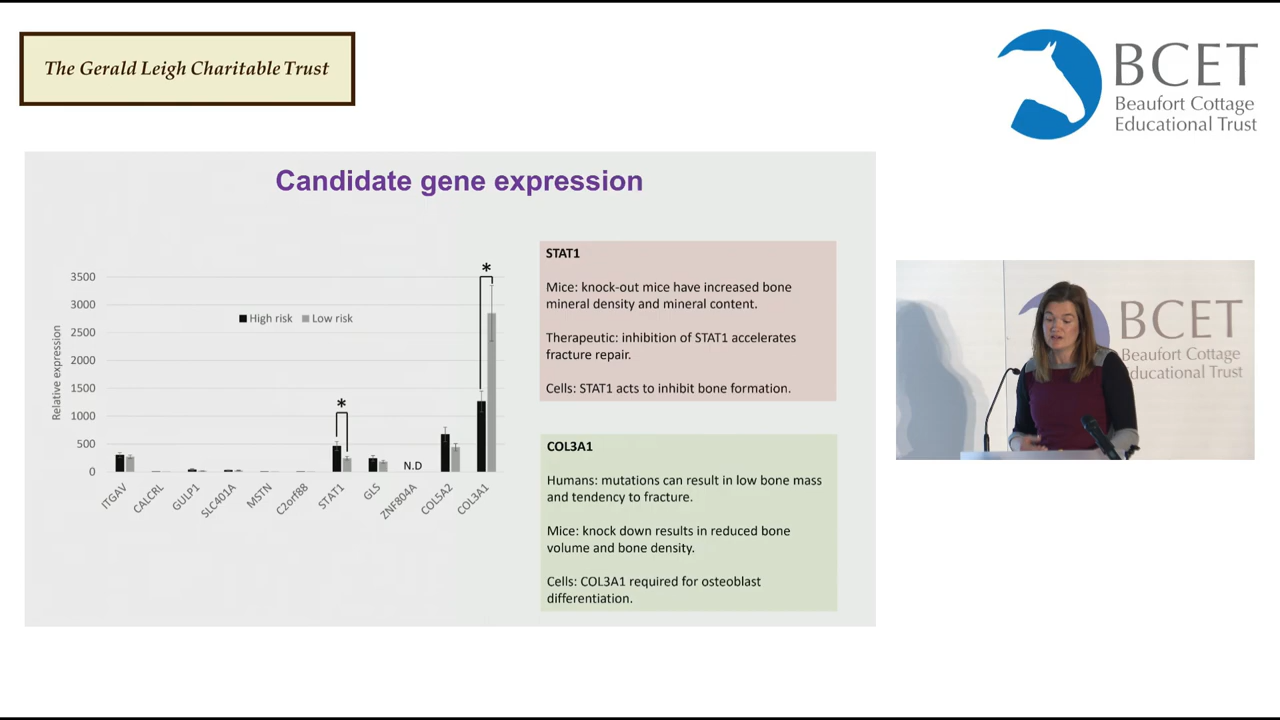 The Gerald Leigh Charitable Trust
BCET
Beaufort Cottage
Educational Trust
Candidate gene expression
3500
3000
2500
2000
1500
1000
500
0
Relative expression
High risk
Low risk
*
*
N.D
ITGAV
CALCRL
GULP1
SLC401A
MSTN
C2orf88
STAT1
GLS
ZNF804A
COL5A2
COL3A1
STAT1
Mice: knock-out mice have increased bone
mineral density and mineral content.
Therapeutic: inhibition of STAT1 accelerates
fracture repair.
Cells: STAT1 acts to inhibit bone formation.
COL3A1
Humans: mutations can result in low bone mass
and tendency to fracture.
Mice: knock down results in reduced bone
volume and bone density.
Cells: COL3A1 required for osteoblast
differentiation.
BCET
Beaufort Cottage
ducational Trust